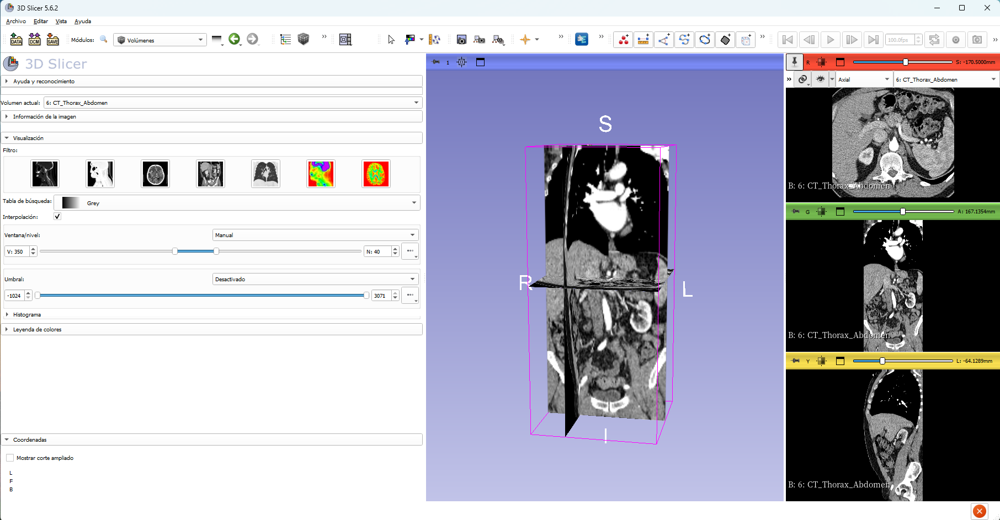 3D Slicer 5.6.2
Archivo Editar Vista Ayuda
DATA DCM SAVE Módulos: Volúmenes 100.0fps
3D Slicer
Ayuda y reconocimiento
Volumen actual: 6: CT_Thorax_Abdomen
Información de la imagen
Visualización
Filtro:
Tabla de búsqueda: Grey
Interpolación:
Ventana/nivel: Manual
V: 350 N: 40
Umbral: Desactivado
-1024 3071
Histograma
Leyenda de colores
Coordenadas
Mostrar corte ampliado
L
F
B
1
S
R
L
I
R S: -170.5000mm
Axial 6: CT_Thorax_Abdomen
B: 6: CT_Thorax_Abdomen
G A: 167.1354mm
B: 6: CT_Thorax_Abdomen
Y L: -64.1289mm
B: 6: CT_Thorax_Abdomen